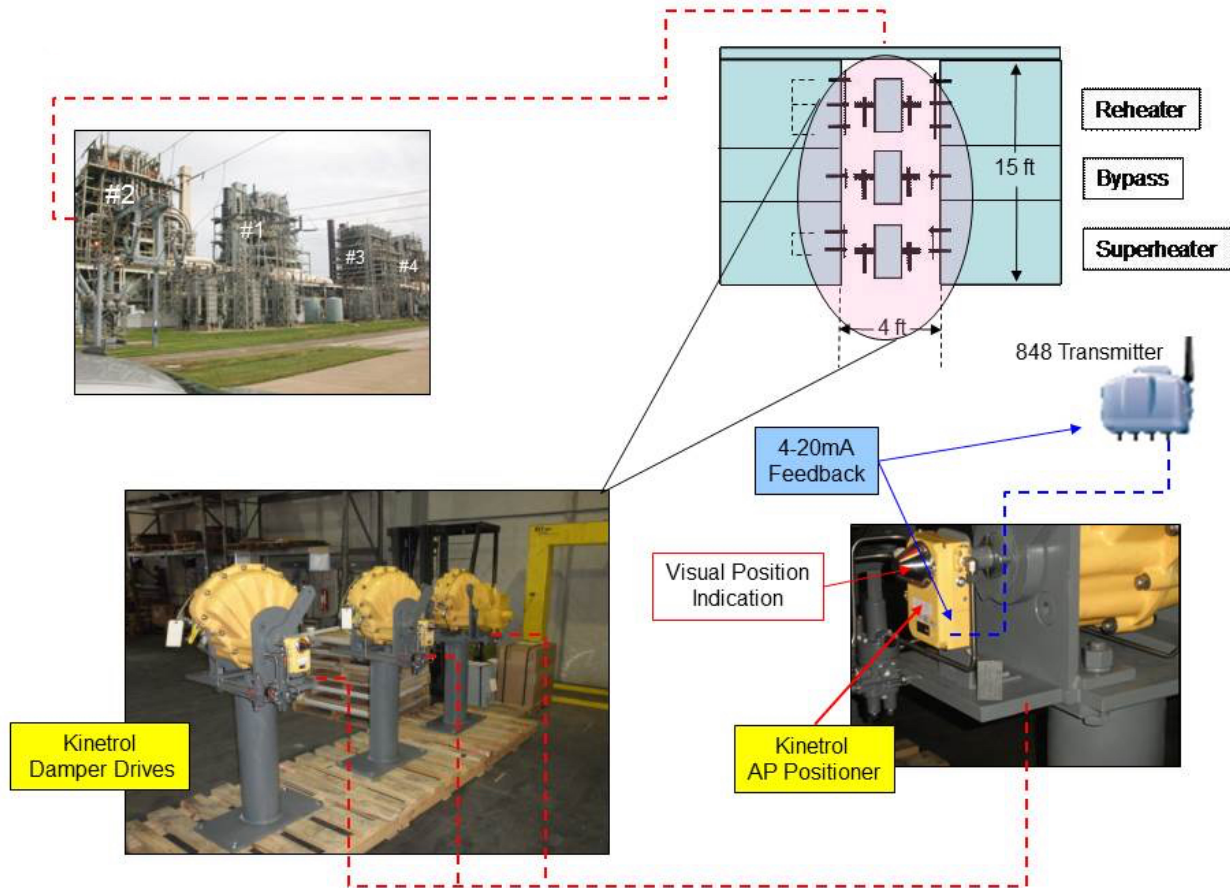 Reheater
#2
#1
15 ft
Bypass
#3
#4
Superheater
4 ft
848 Transmitter
4-20mA
Feedback
Visual Position
Indication
Kinetrol
Damper Drives
Kinetrol
AP Positioner